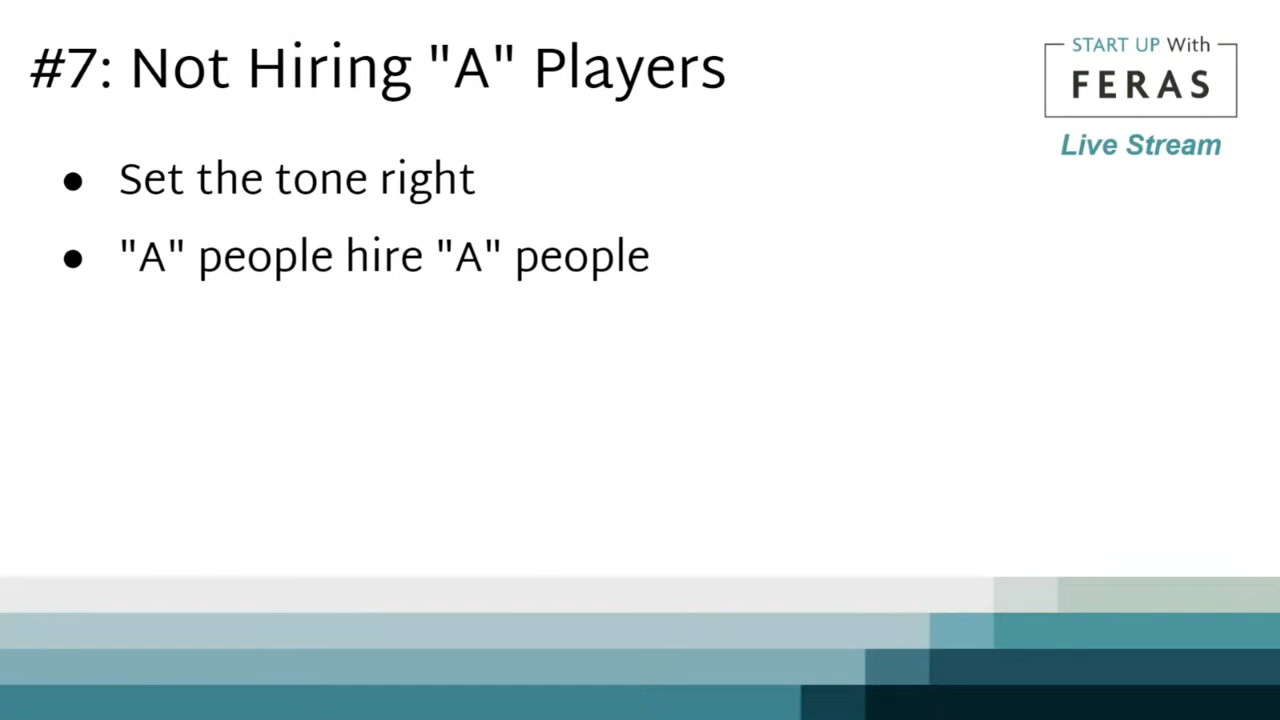 #7: Not Hiring "A" Players
START UP With
FERAS
Live Stream
● Set the tone right
● "A" people hire "A" people